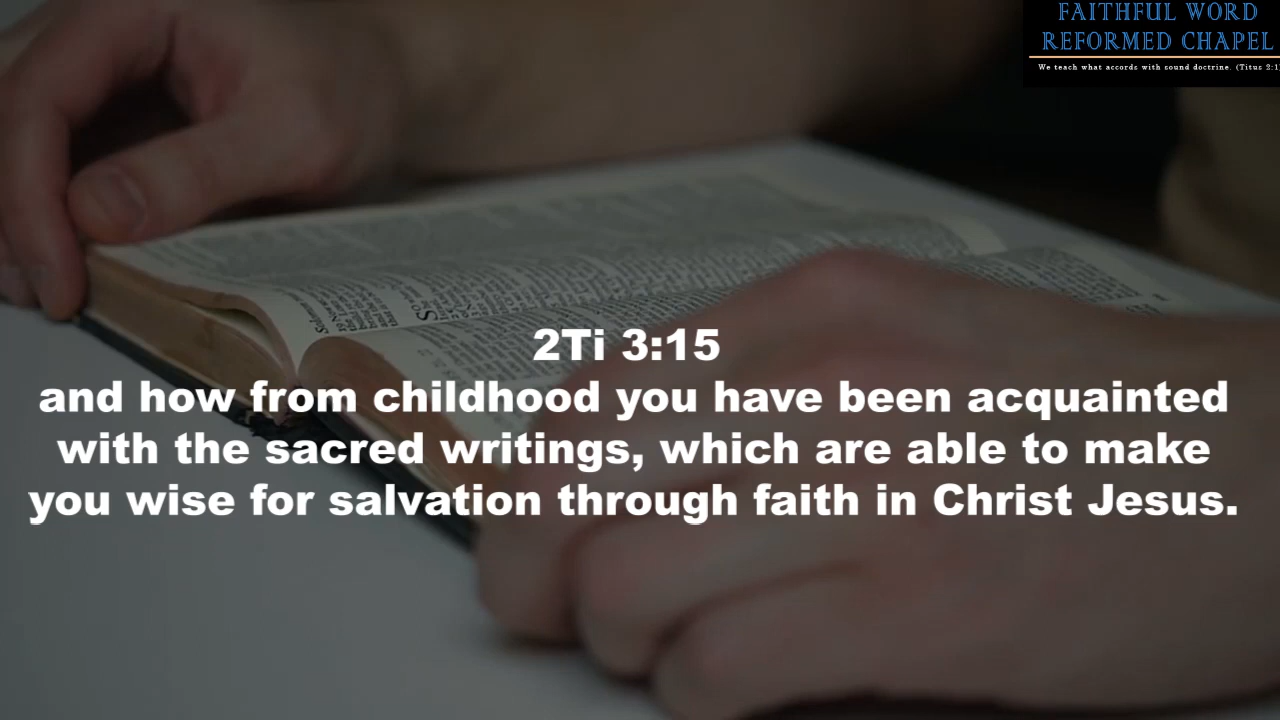 FAITHFUL WORD
REFORMED CHAPEL
We teach what accords with sound doctrine. (Titus 2:1
2Ti 3:15
and how from childhood you have been acquainted
with the sacred writings, which are able to make
you wise for salvation through faith in Christ Jesus.